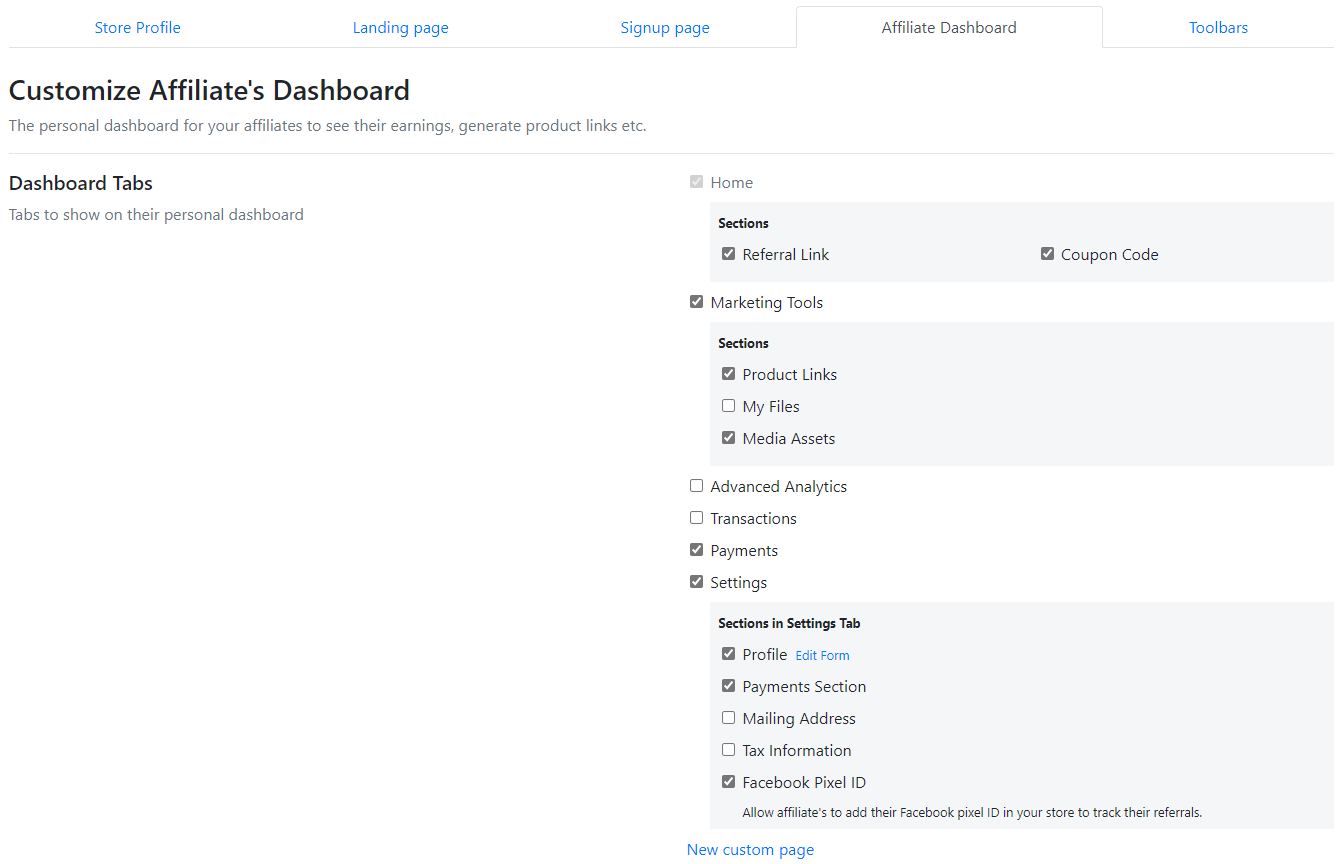 Store Profile Landing page Signup page Affiliate Dashboard Toolbars
Customize Affiliate's Dashboard
The personal dashboard for your affiliates to see their earnings, generate product links etc.
Dashboard Tabs
Tabs to show on their personal dashboard
Home
Sections
Referral Link Coupon Code
Marketing Tools
Sections
Product Links
My Files
Media Assets
Advanced Analytics
Transactions
Payments
Settings
Sections in Settings Tab
Profile Edit Form
Payments Section
Mailing Address
Tax Information
Facebook Pixel ID
Allow affiliate's to add their Facebook pixel ID in your store to track their referrals.
New custom page